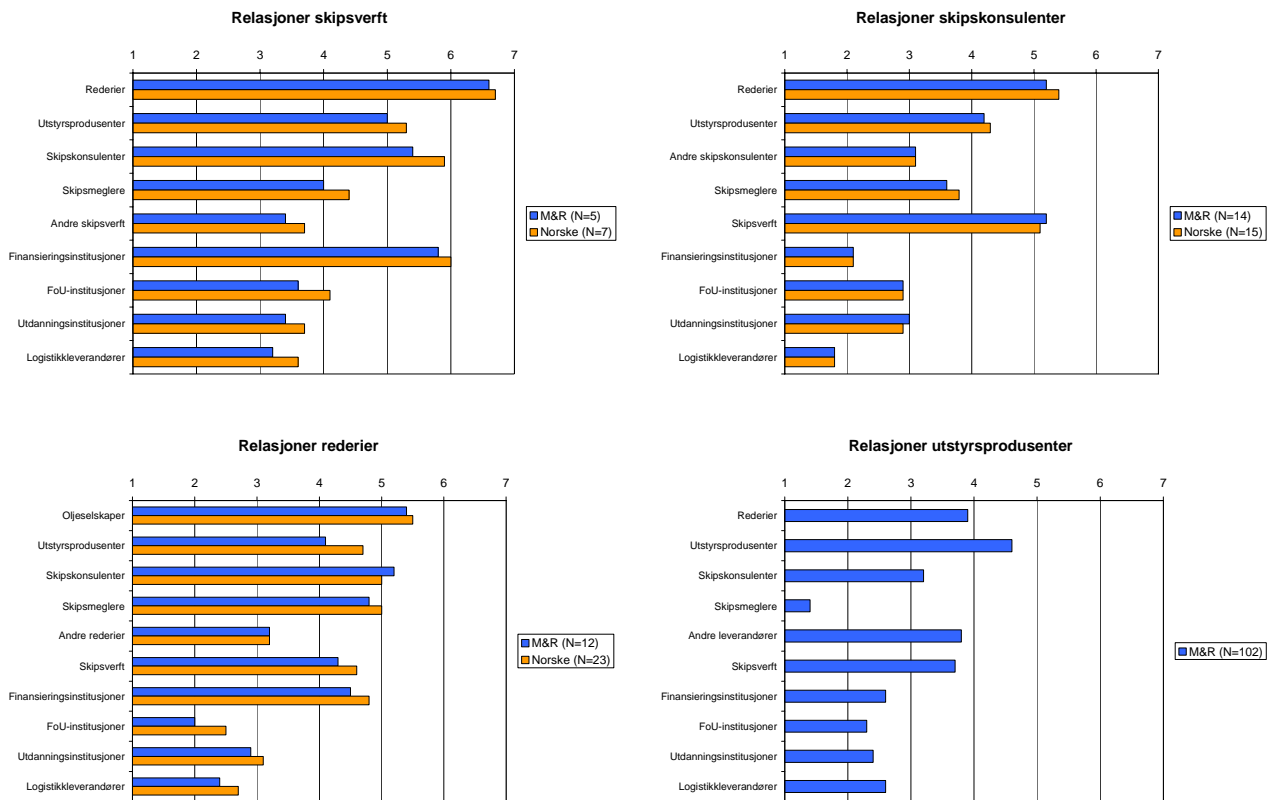 Relasjoner skipsverft
1 2 3 4 5 6 7
Rederier
Utstyrsprodusenter
Skipskonsulenter
Skipsmeglere
Andre skipsverft
Finansieringsinstitusjoner
FoU-institusjoner
Utdanningsinstitusjoner
Logistikkleverandører
M&R (N=5)
Norske (N=7)
Relasjoner skipskonsulenter
1 2 3 4 5 6 7
Rederier
Utstyrsprodusenter
Andre skipskonsulenter
Skipsmeglere
Skipsverft
Finansieringsinstitusjoner
FoU-institusjoner
Utdanningsinstitusjoner
Logistikkleverandører
M&R (N=14)
Norske (N=15)
Relasjoner rederier
1 2 3 4 5 6 7
Oljeselskaper
Utstyrsprodusenter
Skipskonsulenter
Skipsmeglere
Andre rederier
Skipsverft
Finansieringsinstitusjoner
FoU-institusjoner
Utdanningsinstitusjoner
Logistikkleverandører
M&R (N=12)
Norske (N=23)
Relasjoner utstyrsprodusenter
1 2 3 4 5 6 7
Rederier
Utstyrsprodusenter
Skipskonsulenter
Skipsmeglere
Andre leverandører
Skipsverft
Finansieringsinstitusjoner
FoU-institusjoner
Utdanningsinstitusjoner
Logistikkleverandører
M&R (N=102)